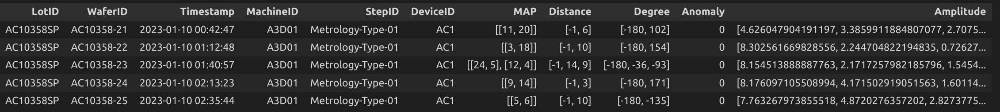 LotID WaferID Timestamp MachineID StepID DeviceID MAP Distance Degree Anomaly Amplitude
AC10358SP AC10358-21 2023-01-10 00:42:47 A3D01 Metrology-Type-01 AC1 [[11, 20]] [-1, 6] [-180, 102] 0 [4.626047904191197, 3.3859911884807077, 2.7075...
AC10358SP AC10358-22 2023-01-10 01:12:48 A3D01 Metrology-Type-01 AC1 [[3, 18]] [-1, 10] [-180, 154] 0 [8.302561669828556, 2.244704822194835, 0.72627...
AC10358SP AC10358-23 2023-01-10 01:40:57 A3D01 Metrology-Type-01 AC1 [[24, 5], [12, 4]] [-1, 14, 9] [-180, -36, -93] 0 [8.154513888887763, 2.1717257982185796, 1.5454...
AC10358SP AC10358-24 2023-01-10 02:13:23 A3D01 Metrology-Type-01 AC1 [[9, 14]] [-1, 3] [-180, 171] 0 [8.176097105508994, 4.171502919051563, 1.60114...
AC10358SP AC10358-25 2023-01-10 02:35:44 A3D01 Metrology-Type-01 AC1 [[5, 6]] [-1, 10] [-180, -135] 0 [7.763267973855518, 4.8720276357202, 2.8273775...